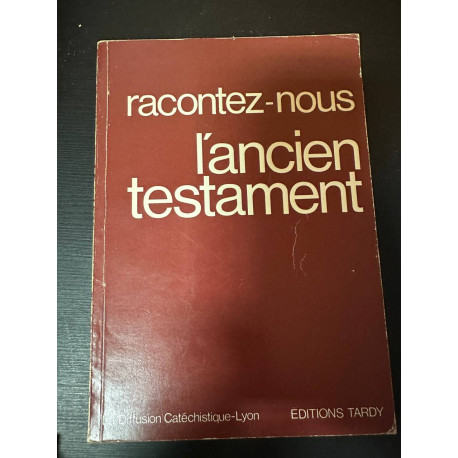 racontez-nous
l'ancien
testament
Diffusion Catéchistique-Lyon EDITIONS TARDY